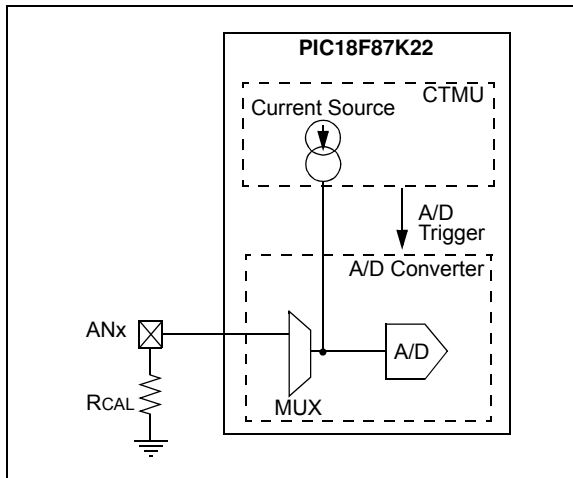 PIC18F87K22
CTMU
Current Source
A/D
Trigger
A/D Converter
ANx
A/D
RCAL
MUX